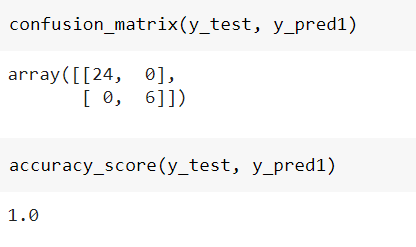 confusion_matrix(y_test, y_pred1)
array([[24,  0],
       [ 0,  6]])
accuracy_score(y_test, y_pred1)
1.0